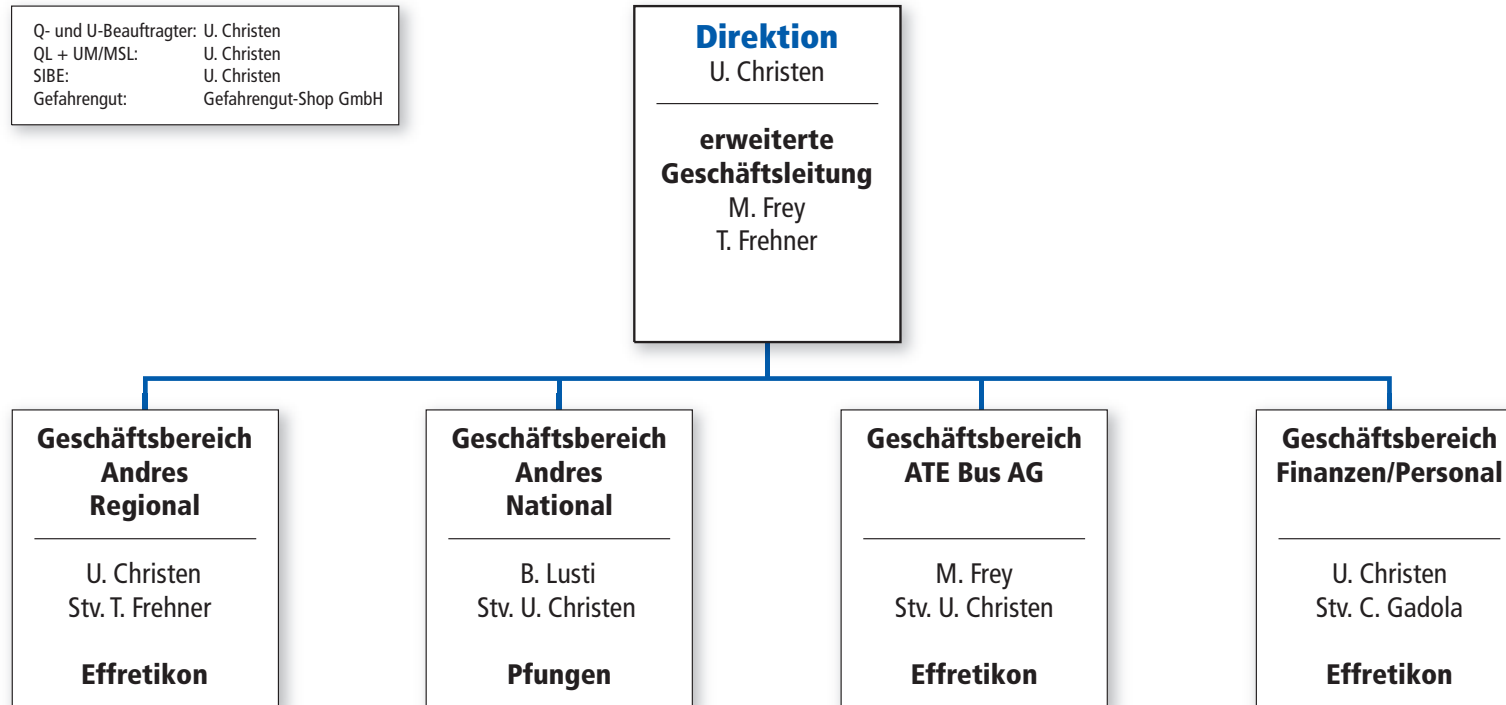 Q- und U-Beauftragter: U. Christen
QL + UM/MSL: U. Christen
SIBE: U. Christen
Gefahrengut: Gefahrengut-Shop GmbH
Direktion
U. Christen
erweiterte
Geschäftsleitung
M. Frey
T. Frehner
Geschäftsbereich
Andres
Regional
U. Christen
Stv. T. Frehner
Effretikon
Geschäftsbereich
Andres
National
B. Lusti
Stv. U. Christen
Pfungen
Geschäftsbereich
ATE Bus AG
M. Frey
Stv. U. Christen
Effretikon
Geschäftsbereich
Finanzen/Personal
U. Christen
Stv. C. Gadola
Effretikon